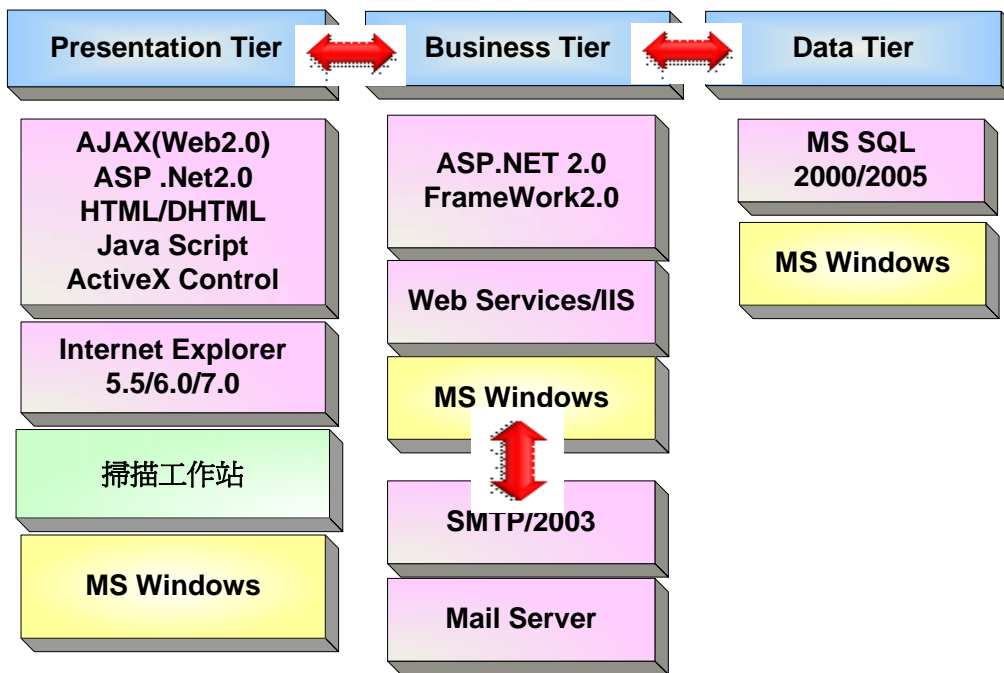 Presentation Tier
Business Tier
Data Tier
AJAX(Web2.0)
ASP .Net2.0
HTML/DHTML
Java Script
ActiveX Control
Internet Explorer
5.5/6.0/7.0
掃描工作站
MS Windows
ASP.NET 2.0
FrameWork2.0
Web Services/IIS
MS Windows
SMTP/2003
Mail Server
MS SQL
2000/2005
MS Windows